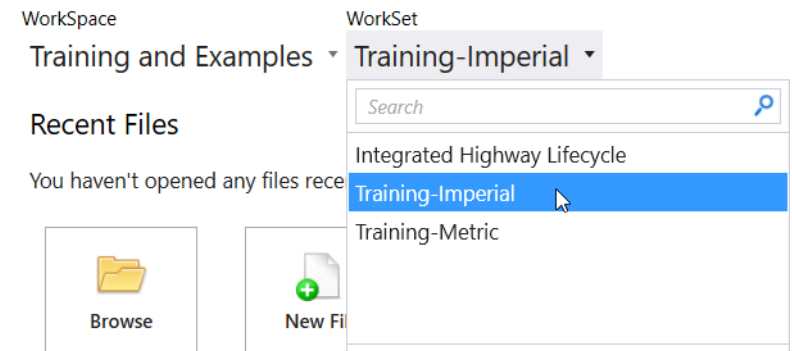 WorkSpace
WorkSet
Training and Examples
Training-Imperial
Search
Recent Files
Integrated Highway Lifecycle
You haven't opened any files rece
Training-Imperial
Training-Metric
Browse
New Fi